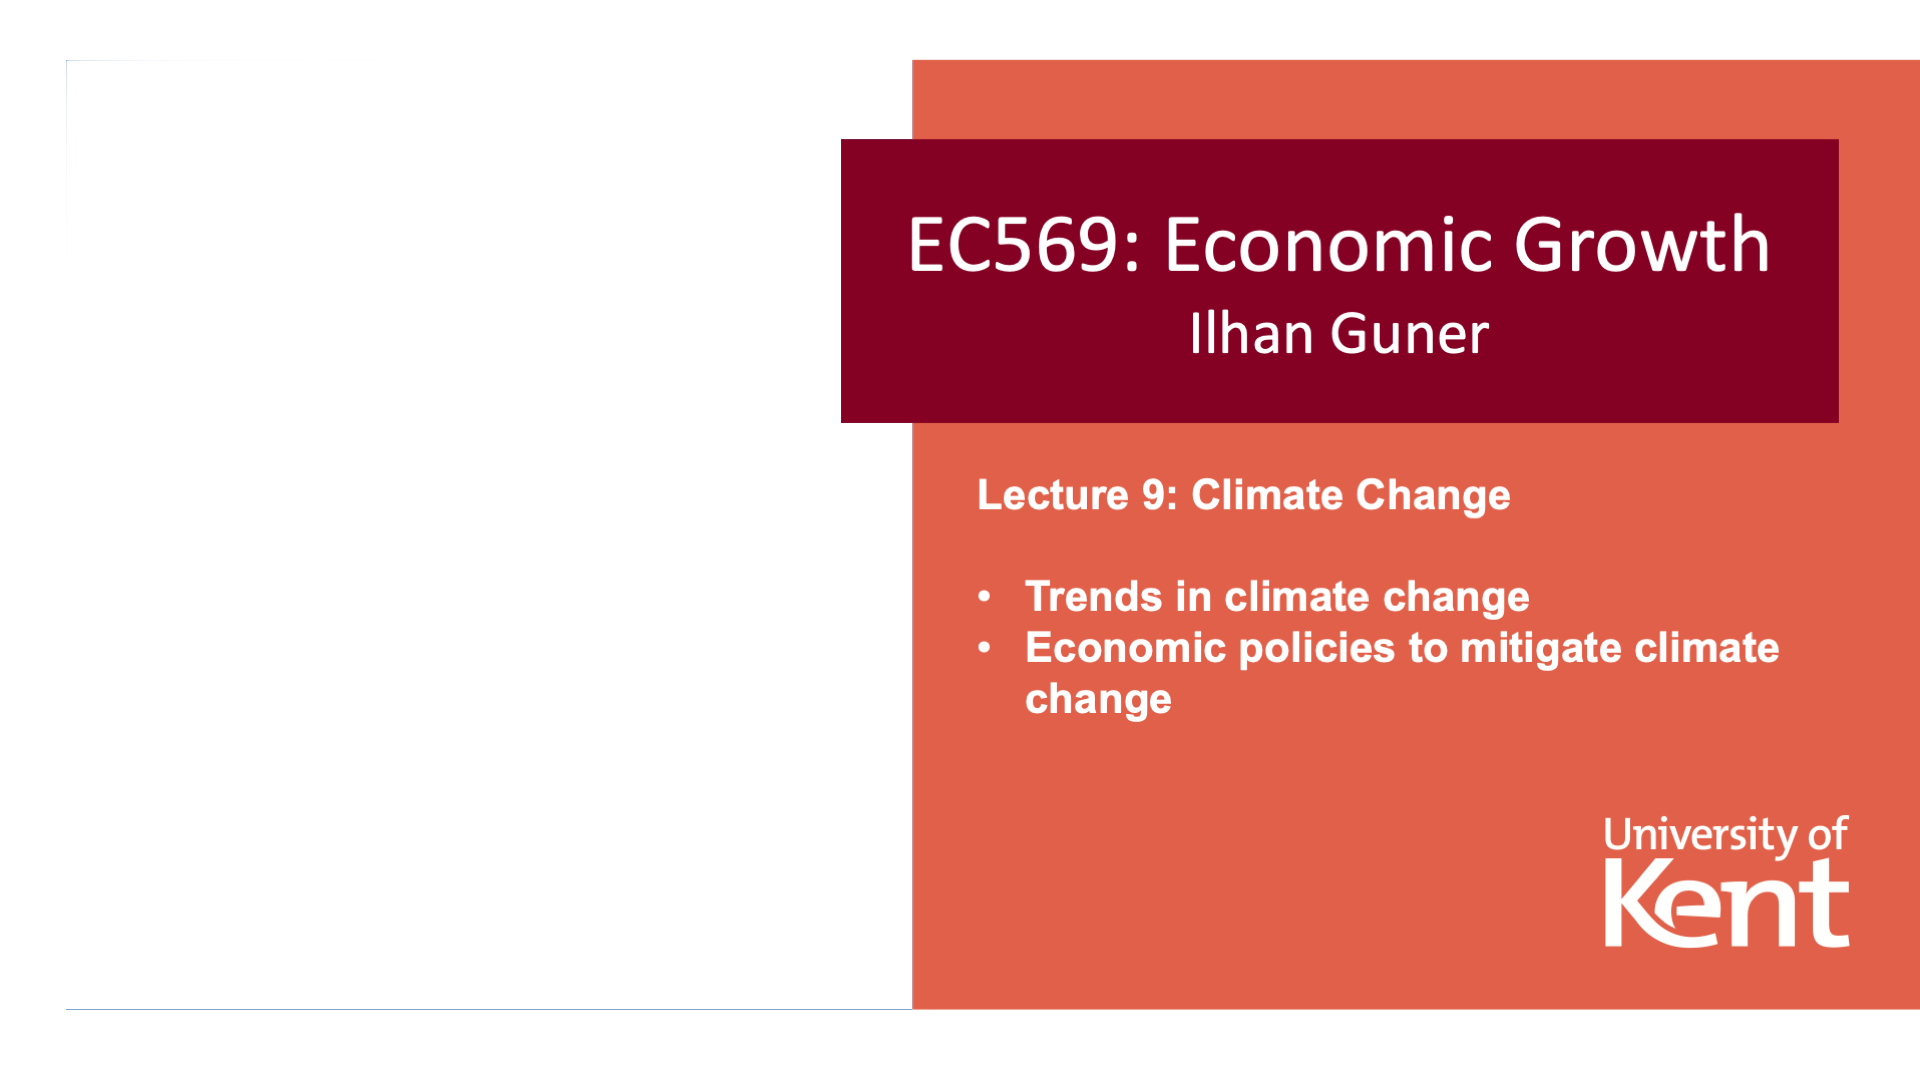 EC569: Economic Growth
Ilhan Guner
Lecture 9: Climate Change
• Trends in climate change
• Economic policies to mitigate climate
change
University of
Kent